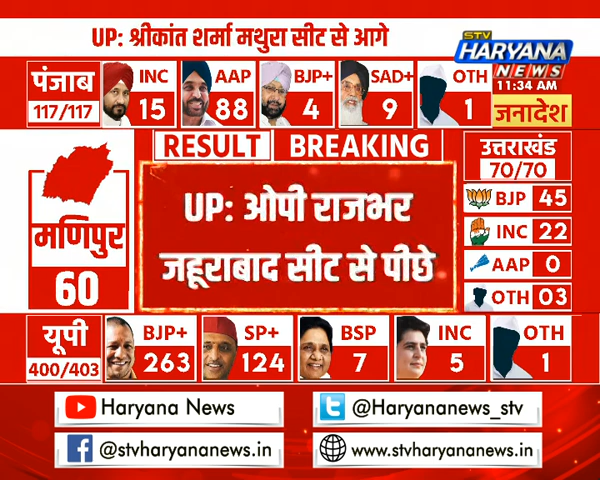 UP: श्रीकांत शर्मा मथुरा सीट से आगे
STV
HARYANA
NEWS
11:34 AM
जनादेश
पंजाब
117/117
INC
15
AAP
88
BJP+
4
SAD+
9
OTH
1
RESULT BREAKING
UP: ओपी राजभर
जहूराबाद सीट से पीछे
मणिपुर
60
उत्तराखंड
70/70
BJP 45
INC 22
AAP 0
OTH 03
यूपी
400/403
BJP+
263
SP+
124
BSP
7
INC
5
OTH
1
Haryana News
@Haryananews_stv
@stvharyananews.in
www.stvharyananews.in